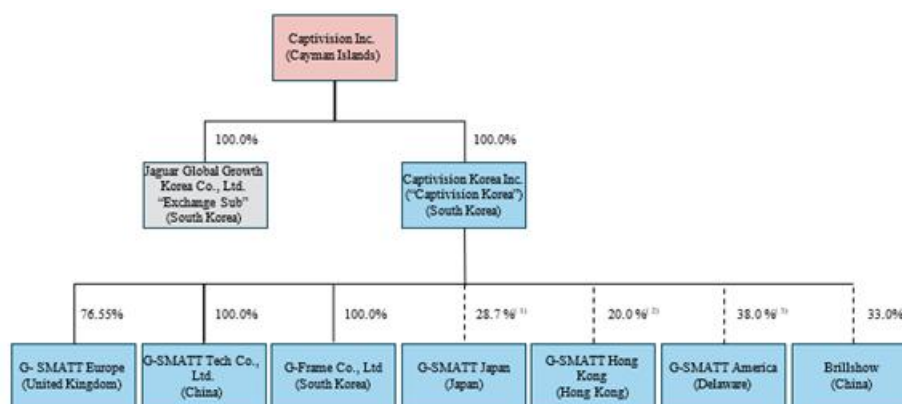 Captivision Inc.
(Cayman Islands)
100.0%
100.0%
Jaguar Global Growth
Korea Co., Ltd.
“Exchange Sub”
(South Korea)
Captivision Korea Inc.
(“Captivision Korea”)
(South Korea)
76.55%
100.0%
100.0%
28.7%(1)
20.0%(2)
38.0%(3)
33.0%
G- SMATT Europe
(United Kingdom)
G-SMATT Tech Co.,
Ltd.
(China)
G-Frame Co., Ltd
(South Korea)
G-SMATT Japan
(Japan)
G-SMATT Hong
Kong
(Hong Kong)
G-SMATT America
(Delaware)
Brillshow
(China)